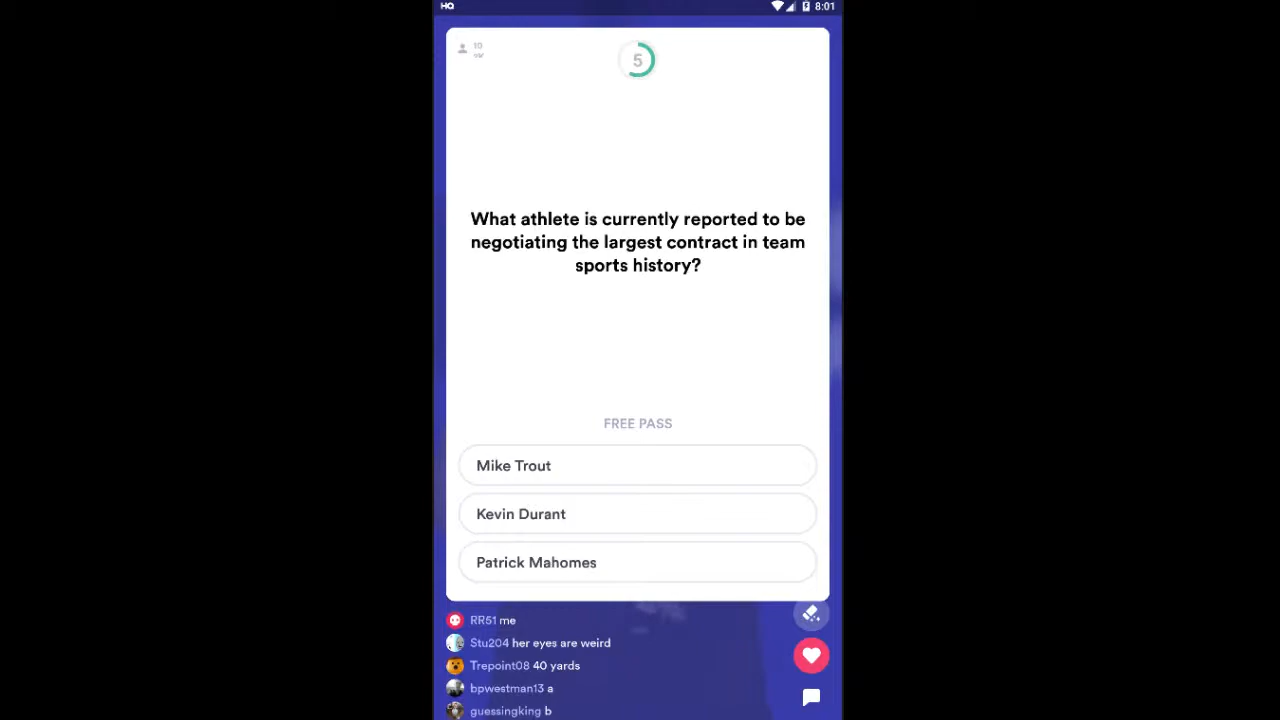 HQ
8:01
10
5
What athlete is currently reported to be
negotiating the largest contract in team
sports history?
FREE PASS
Mike Trout
Kevin Durant
Patrick Mahomes
RR51 me
Stu204 her eyes are weird
Trepoint08 40 yards
bpwestman13 a
guessingking b